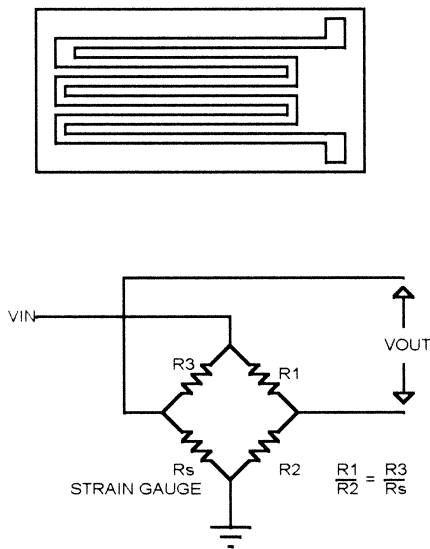 VIN
VOUT
R3
R1
Rs
R2
STRAIN GAUGE
R1/R2 = R3/Rs